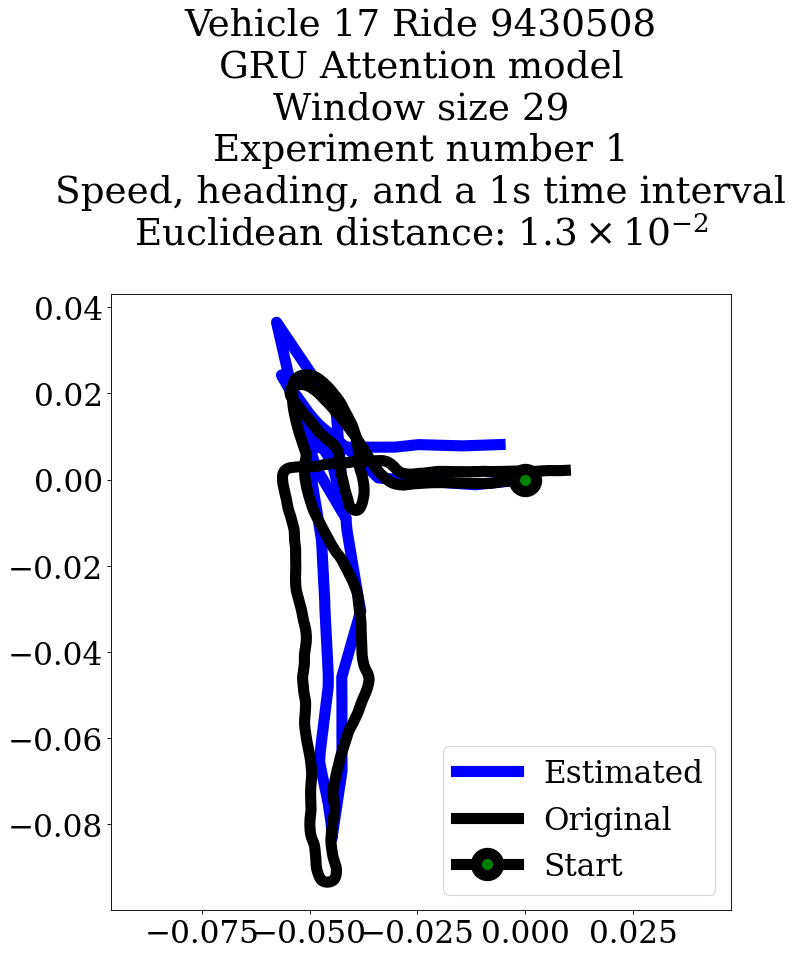 Vehicle 17 Ride 9430508
GRU Attention model
Window size 29
Experiment number 1
Speed, heading, and a 1s time interval
Euclidean distance: 1.3 × 10⁻²
0.04
0.02
0.00
−0.02
−0.04
−0.06
−0.08
Estimated
Original
Start
−0.075 −0.050 −0.025 0.000 0.025